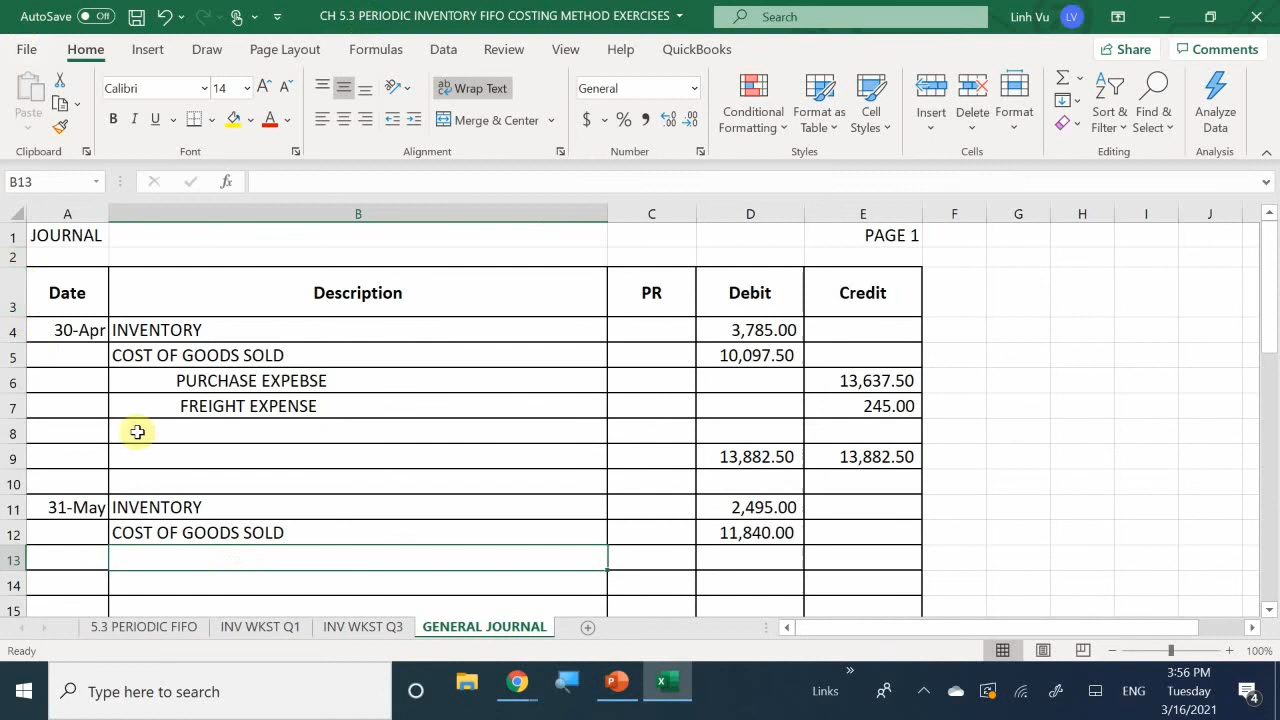 AutoSave Off CH 5.3 PERIODIC INVENTORY FIFO COSTING METHOD EXERCISES Search Linh Vu LV
File Home Insert Draw Page Layout Formulas Data Review View Help QuickBooks Share Comments
Paste Calibri 14 A A ab Wrap Text General Conditional Formatting Format as Table Cell Styles Insert Delete Format Sort & Filter Find & Select Analyze Data
B I U A Merge & Center $ %
Clipboard Font Alignment Number Styles Cells Editing Analysis
B13 fx
A B C D E F G H I J
1 JOURNAL PAGE 1
2
3 Date Description PR Debit Credit
4 30-Apr INVENTORY 3,785.00
5 COST OF GOODS SOLD 10,097.50
6 PURCHASE EXPEBSE 13,637.50
7 FREIGHT EXPENSE 245.00
8
9 13,882.50 13,882.50
10
11 31-May INVENTORY 2,495.00
12 COST OF GOODS SOLD 11,840.00
13
14
15
5.3 PERIODIC FIFO INV WKST Q1 INV WKST Q3 GENERAL JOURNAL
Ready 100%
Type here to search Links ENG 3:56 PM
Tuesday
3/16/2021 4